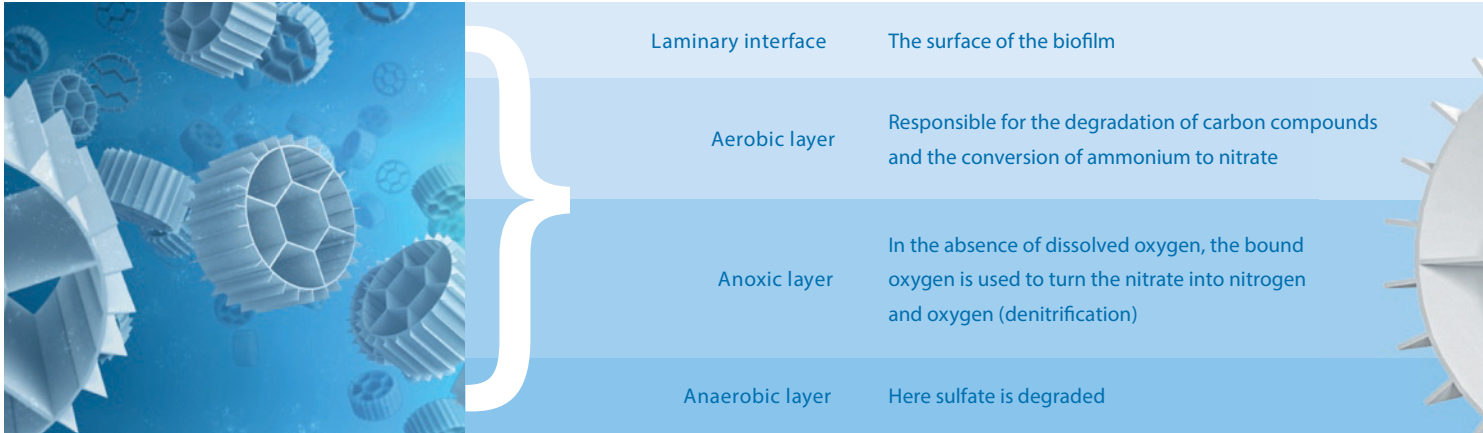 Laminary interface
The surface of the biofilm
Aerobic layer
Responsible for the degradation of carbon compounds
and the conversion of ammonium to nitrate
Anoxic layer
In the absence of dissolved oxygen, the bound
oxygen is used to turn the nitrate into nitrogen
and oxygen (denitrification)
Anaerobic layer
Here sulfate is degraded